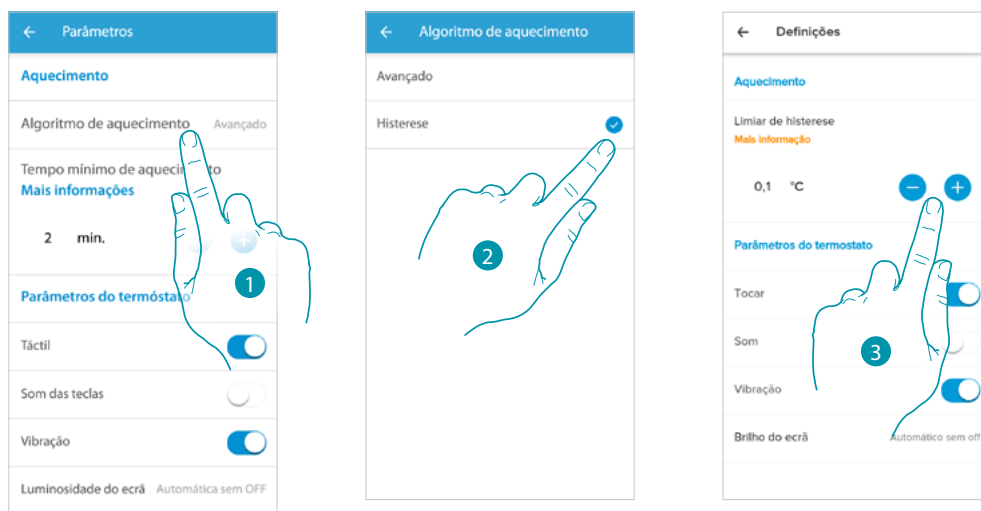 ← Parâmetros
Aquecimento
Algoritmo de aquecimento Avançado
Tempo mínimo de
Mais informações
2 min.
1
Parâmetros do termóstato
Táctil
Som das teclas
Vibração
Luminosidade do ecrã Automática sem OFF
← Algoritmo de aquecimento
Avançado
Histerese
2
← Definições
Aquecimento
Limiar de histerese
Mais informação
0,1 °C
Parâmetros do termostato
Tocar
Som
3
Vibração
Brilho do ecrã Automático sem off